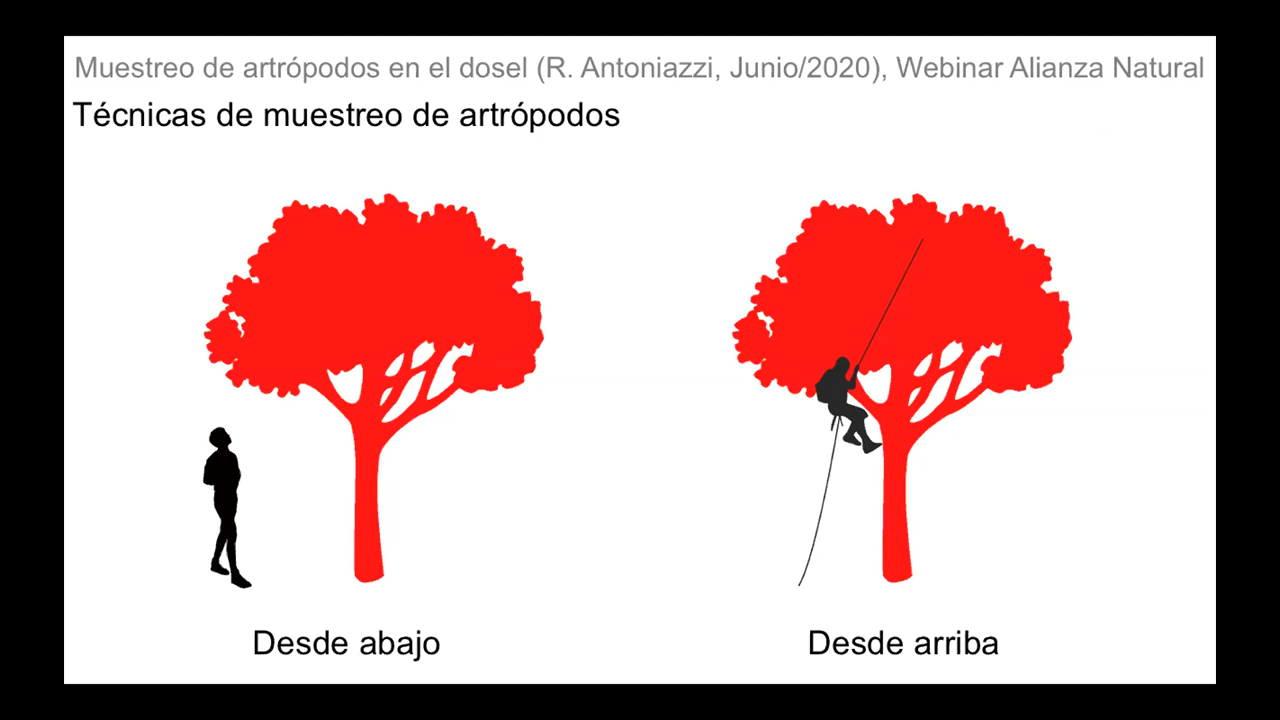 Muestreo de artrópodos en el dosel (R. Antoniazzi, Junio/2020), Webinar Alianza Natural
Técnicas de muestreo de artrópodos
Desde abajo
Desde arriba